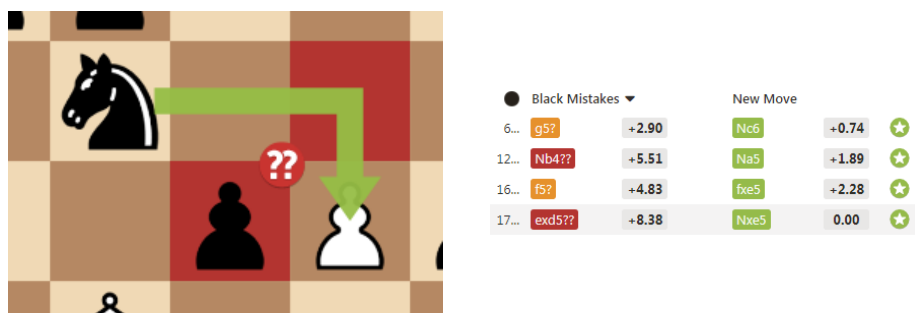 ??
Black Mistakes New Move
6... g5? +2.90 Nc6 +0.74
12... Nb4?? +5.51 Na5 +1.89
16... f5? +4.83 fxe5 +2.28
17... exd5?? +8.38 Nxe5 0.00